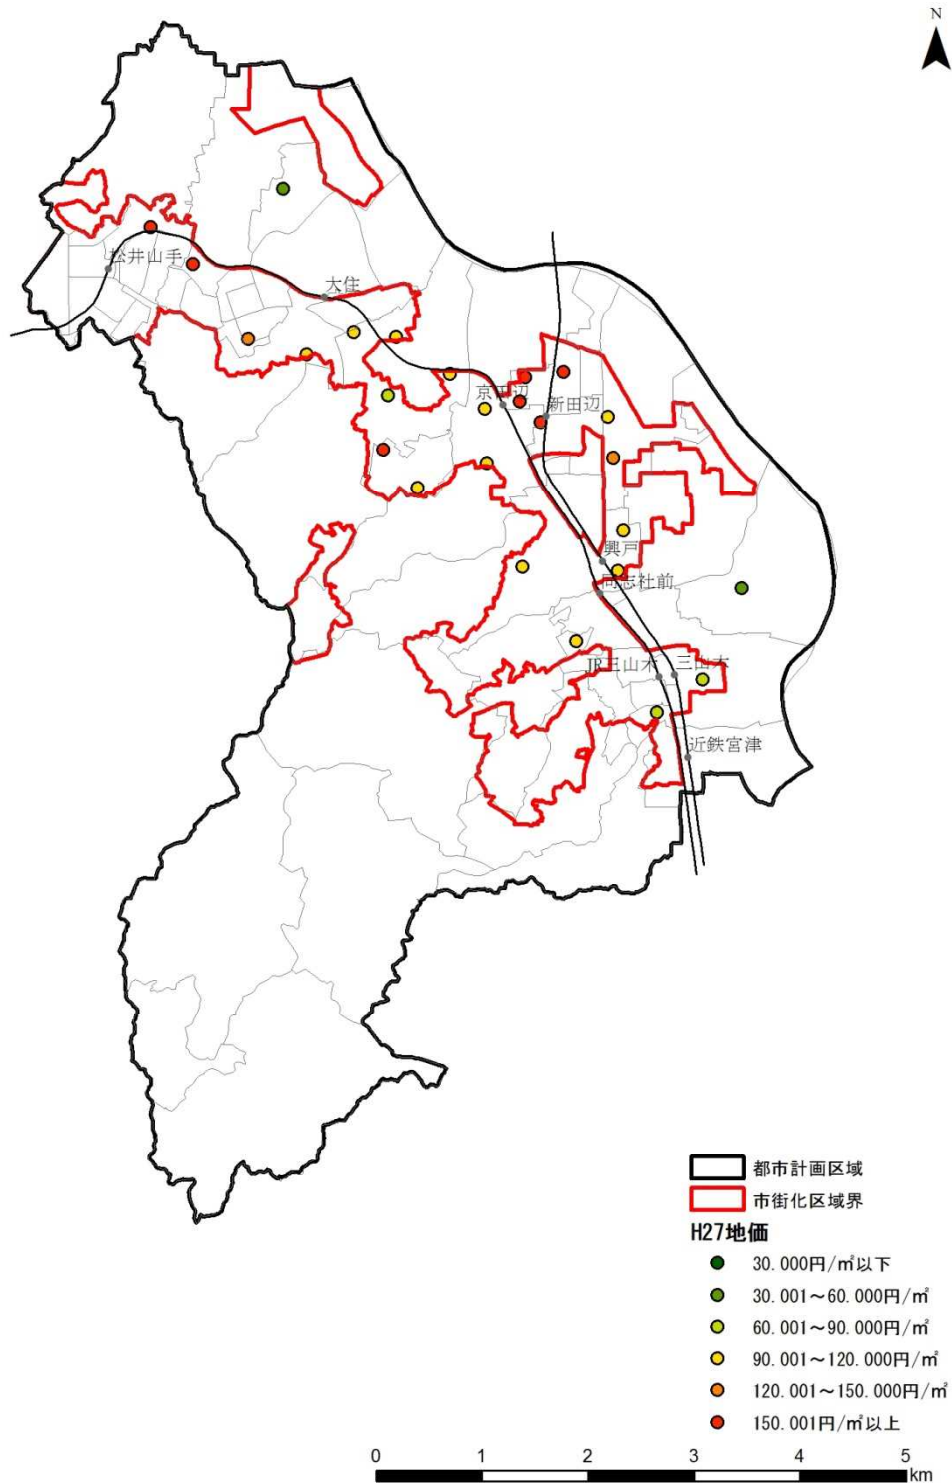 N
松井山手
大住
京田辺
新田辺
興戸
同志社前
JR三山木
三山木
近鉄宮津
都市計画区域
市街化区域界
H27地価
30.000円/㎡以下
30.001～60.000円/㎡
60.001～90.000円/㎡
90.001～120.000円/㎡
120.001～150.000円/㎡
150.001円/㎡以上
0 1 2 3 4 5
km